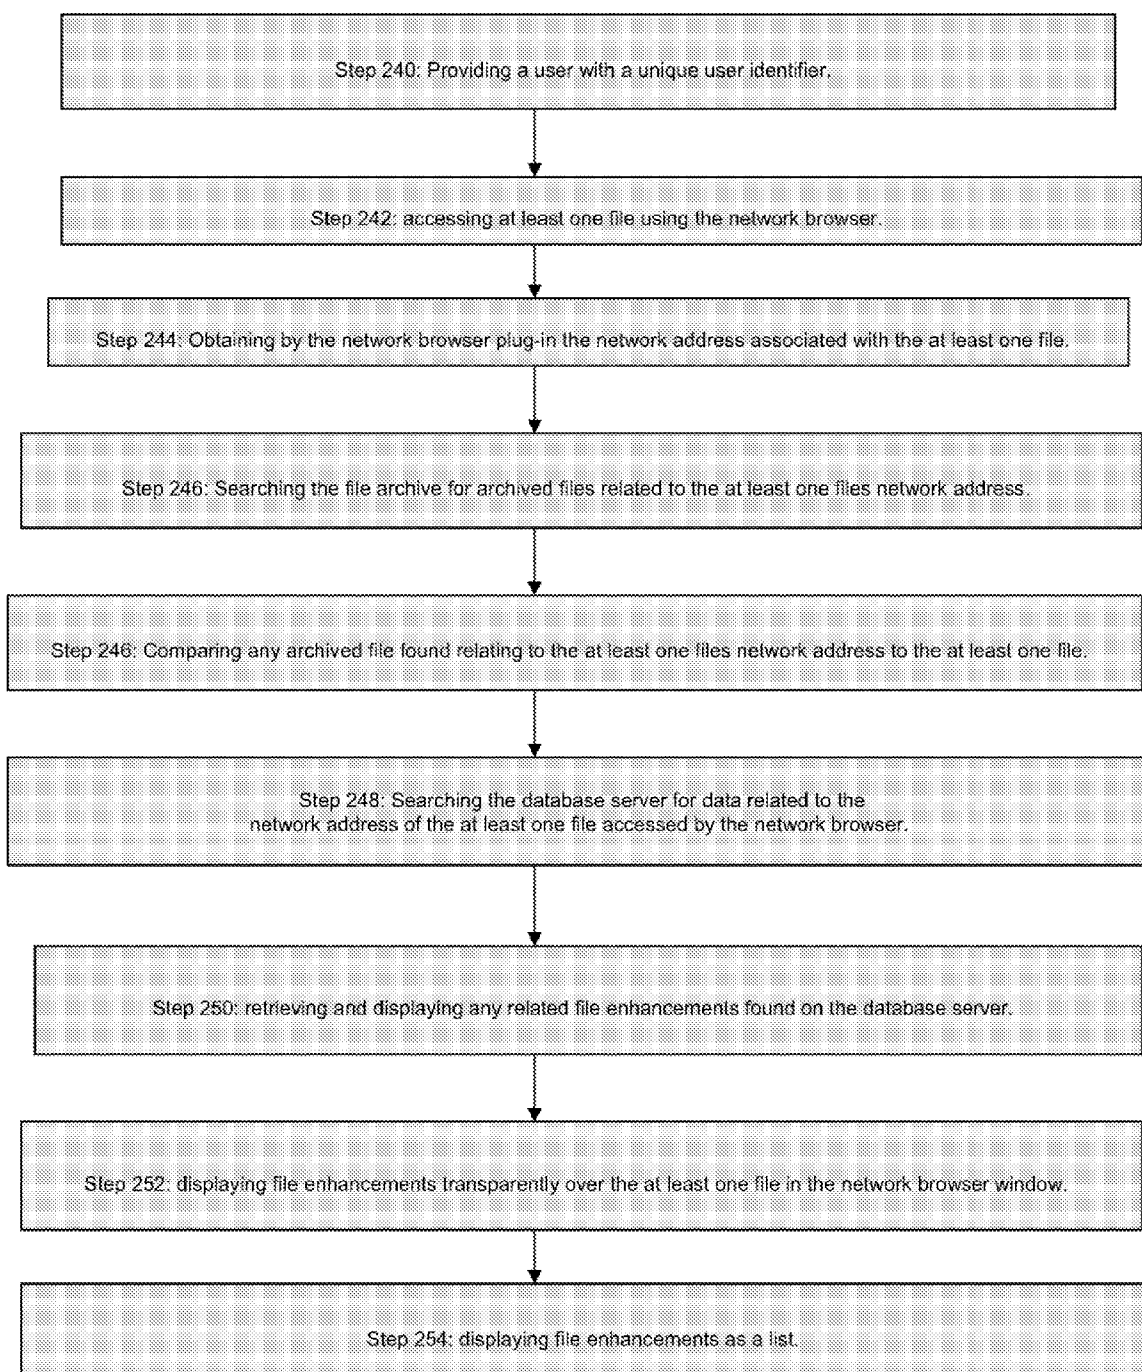 Step 240: Providing a user with a unique user identifier.
Step 242: accessing at least one file using the network browser.
Step 244: Obtaining by the network browser plug-in the network address associated with the at least one file.
Step 246: Searching the file archive for archived files related to the at least one files network address.
Step 246: Comparing any archived file found relating to the at least one files network address to the at least one file.
Step 248: Searching the database server for data related to the
network address of the at least one file accessed by the network browser.
Step 250: retrieving and displaying any related file enhancements found on the database server.
Step 252: displaying file enhancements transparently over the at least one file in the network browser window.
Step 254: displaying file enhancements as a list.